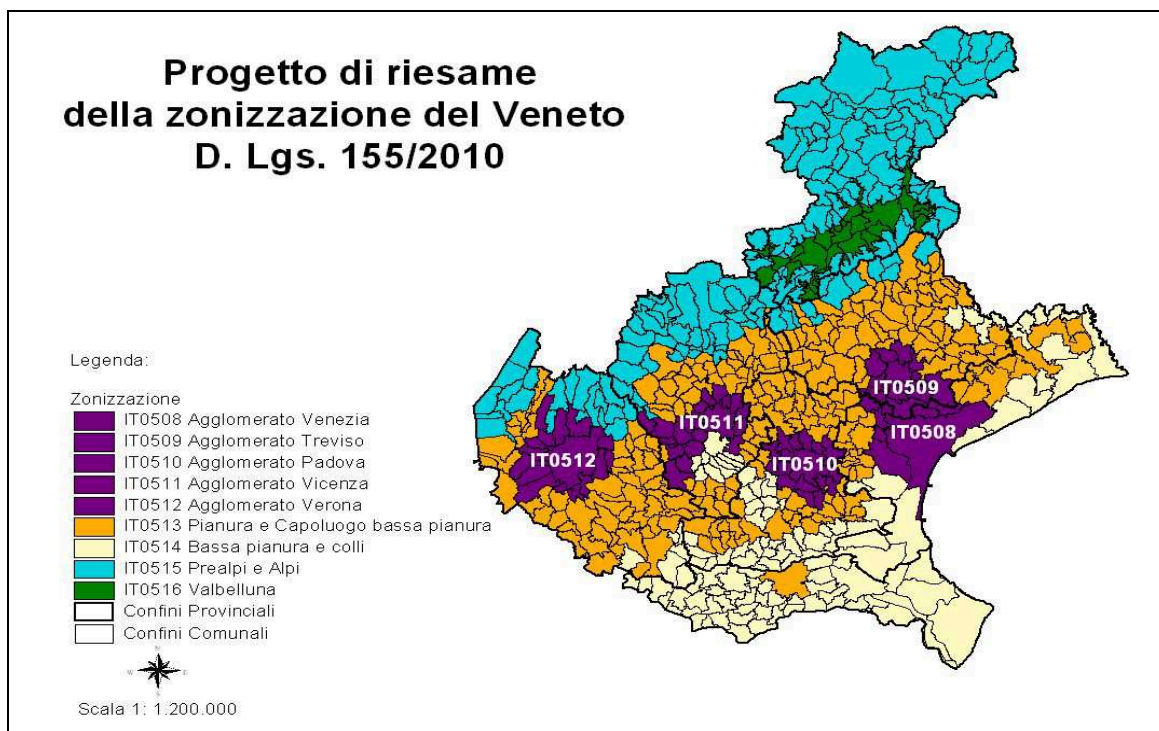 Progetto di riesame
della zonizzazione del Veneto
D. Lgs. 155/2010
IT0509
IT0511
IT0508
IT0512
IT0510
Legenda:
Zonizzazione
IT0508 Agglomerato Venezia
IT0509 Agglomerato Treviso
IT0510 Agglomerato Padova
IT0511 Agglomerato Vicenza
IT0512 Agglomerato Verona
IT0513 Pianura e Capoluogo bassa pianura
IT0514 Bassa pianura e colli
IT0515 Prealpi e Alpi
IT0516 Valbelluna
Confini Provinciali
Confini Comunali
N
W E
S
Scala 1: 1.200.000